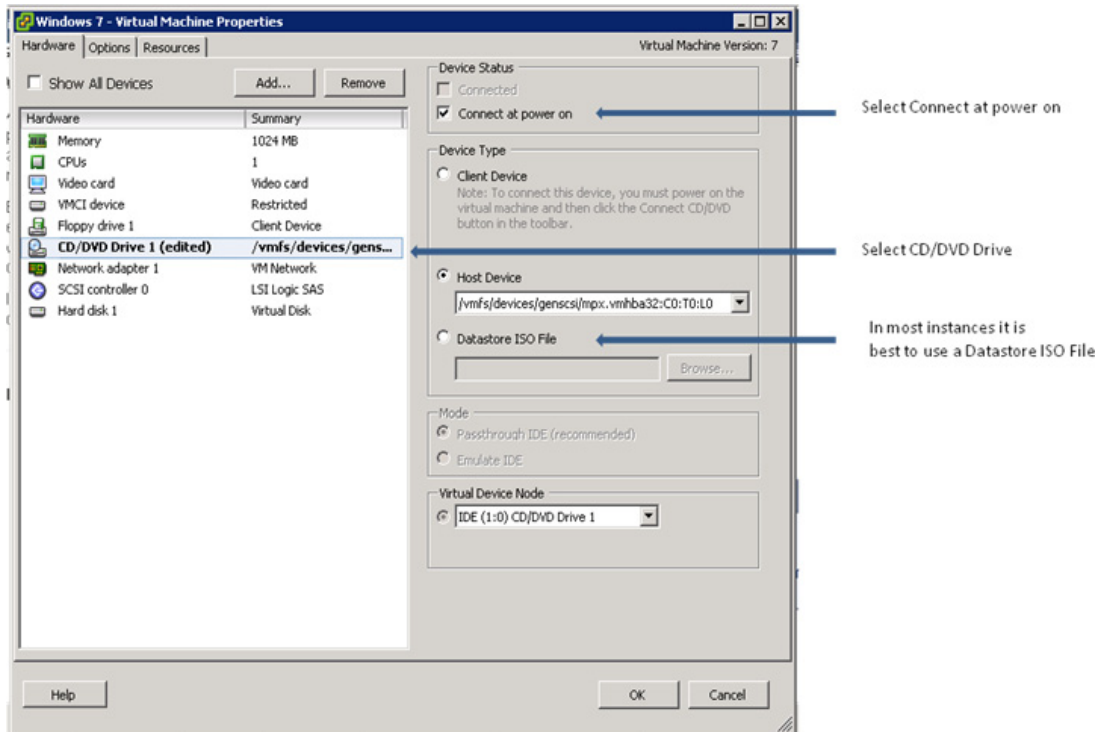 Windows 7 - Virtual Machine Properties
Hardware Options Resources
Virtual Machine Version: 7
Show All Devices
Add...
Remove
Hardware Summary
Memory 1024 MB
CPUs 1
Video card Video card
VMCI device Restricted
Floppy drive 1 Client Device
CD/DVD Drive 1 (edited) /vmfs/devices/gens...
Network adapter 1 VM Network
SCSI controller 0 LSI Logic SAS
Hard disk 1 Virtual Disk
Device Status
Connected
Connect at power on
Device Type
Client Device
Note: To connect this device, you must power on the
virtual machine and then click the Connect CD/DVD
button in the toolbar.
Host Device
/vmfs/devices/genscsi/mpx.vmhba32:C0:T0:L0
Datastore ISO File
Browse...
Mode
Passthrough IDE (recommended)
Emulate IDE
Virtual Device Node
IDE (1:0) CD/DVD Drive 1
Help
OK
Cancel
Select Connect at power on
Select CD/DVD Drive
In most instances it is
best to use a Datastore ISO File